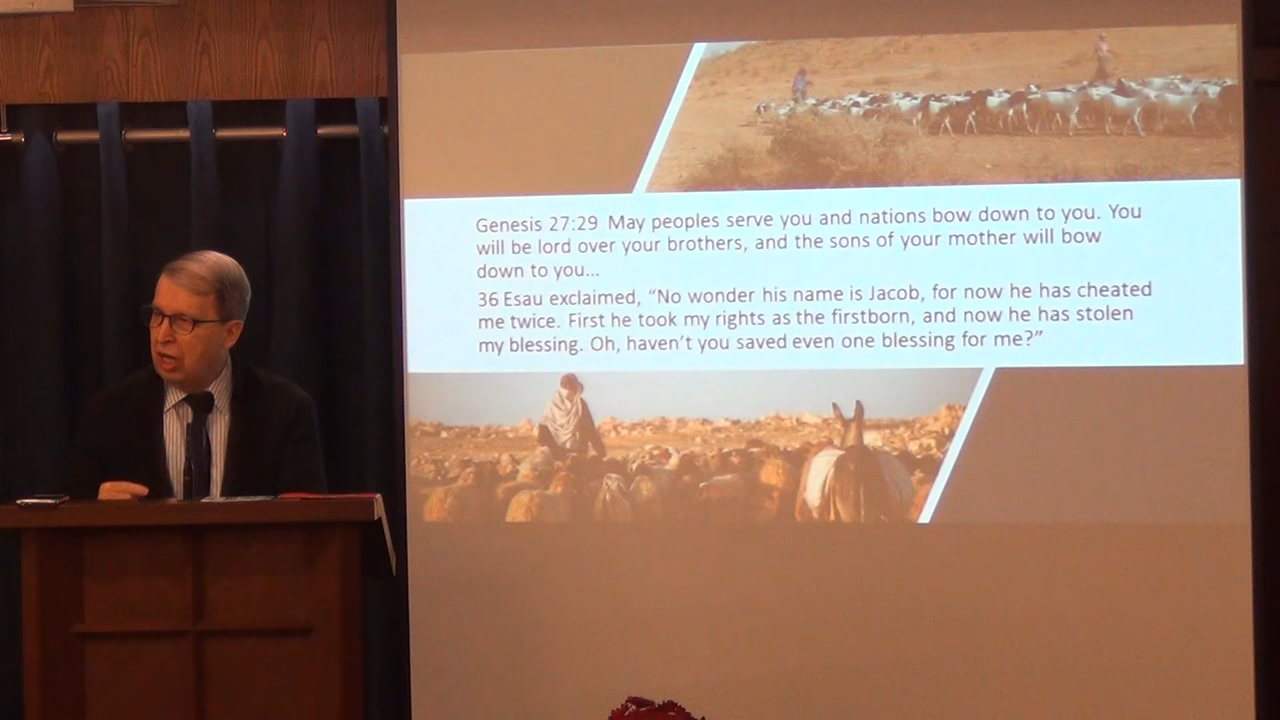 Genesis 27:29 May peoples serve you and nations bow down to you. You
will be lord over your brothers, and the sons of your mother will bow
down to you...
36 Esau exclaimed, “No wonder his name is Jacob, for now he has cheated
me twice. First he took my rights as the firstborn, and now he has stolen
my blessing. Oh, haven’t you saved even one blessing for me?”